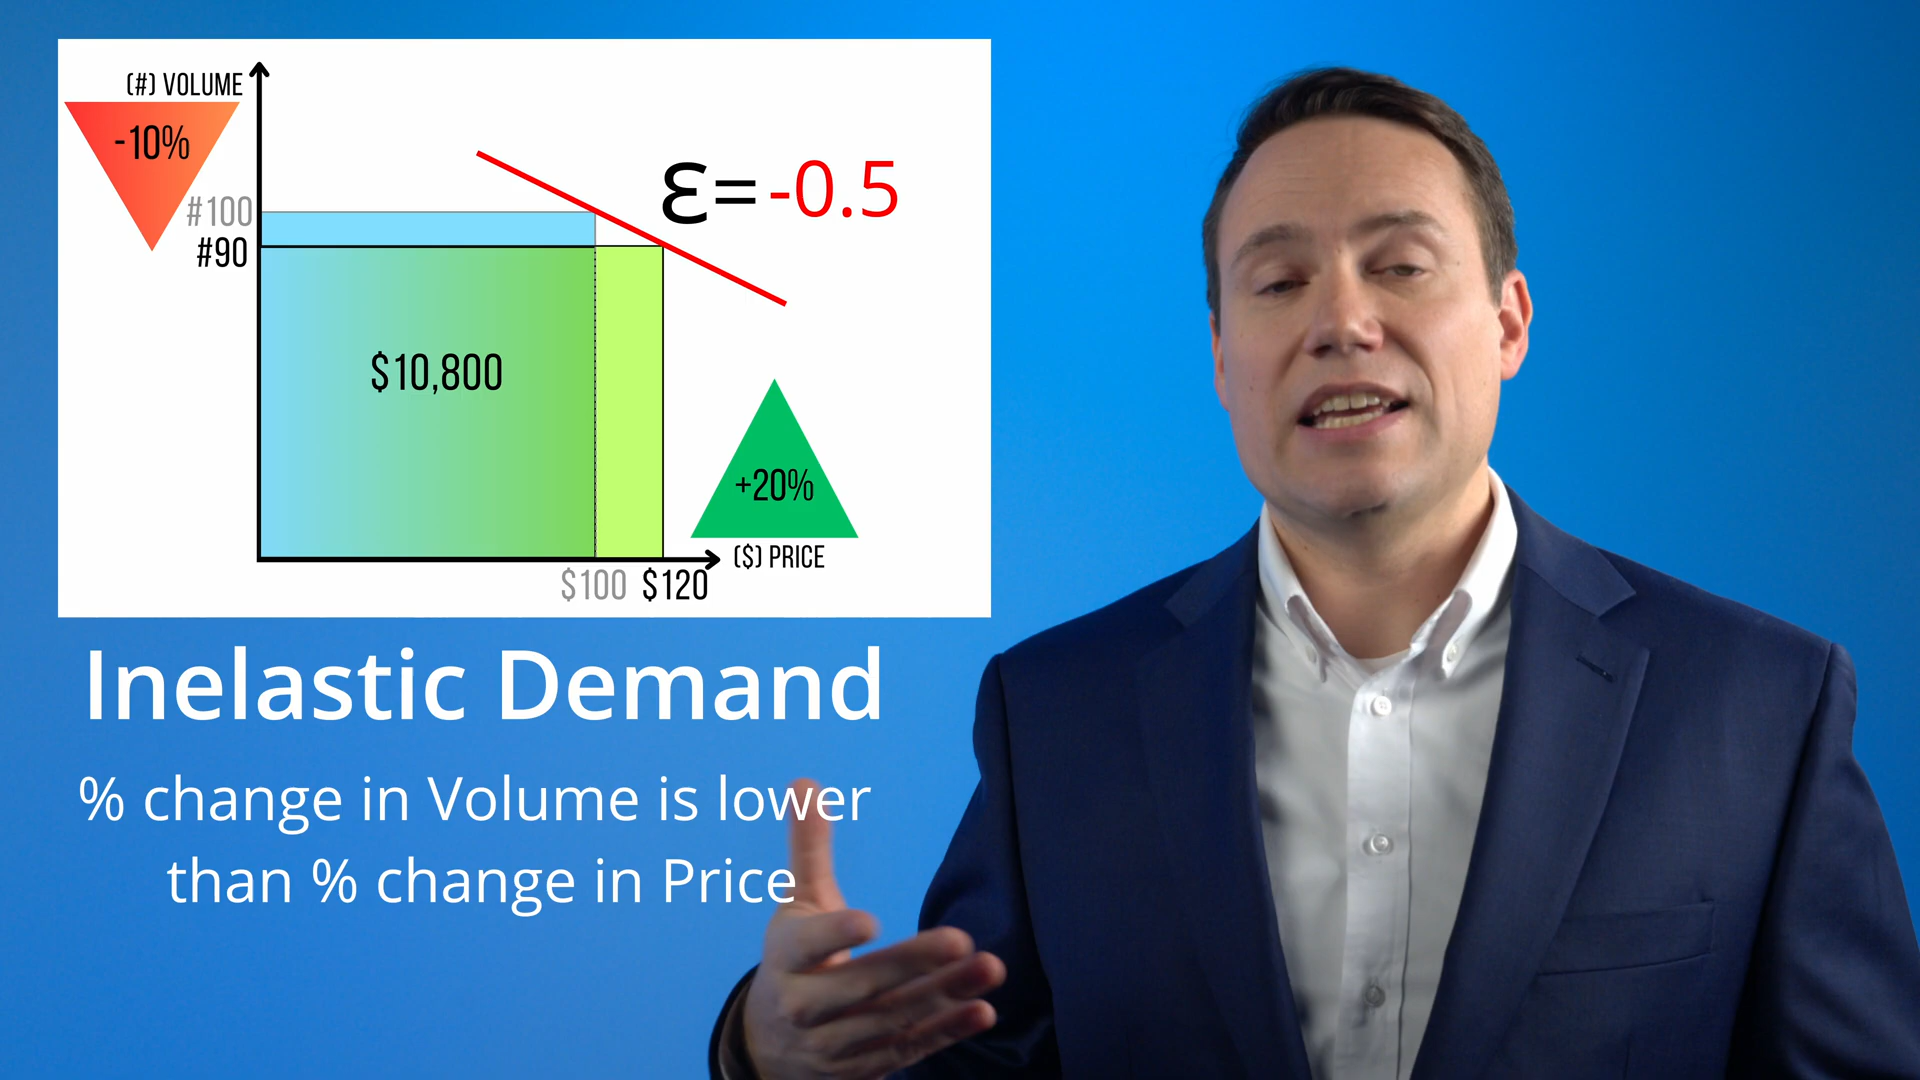 (#) VOLUME
-10%
#100
#90
ε= -0.5
$10,800
+20%
($) PRICE
$100 $120
Inelastic Demand
% change in Volume is lower
than % change in Price